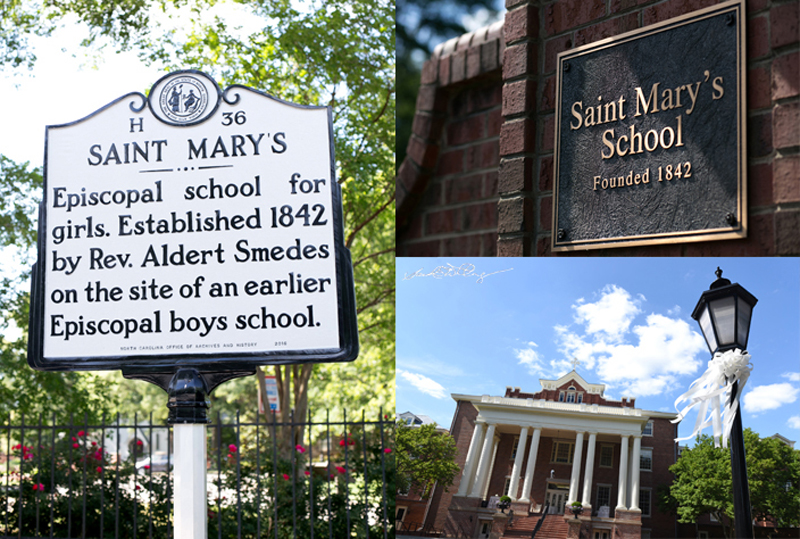 H 36
SAINT MARY'S
Episcopal school for
girls. Established 1842
by Rev. Aldert Smedes
on the site of an earlier
Episcopal boys school.
NORTH CAROLINA OFFICE OF ARCHIVES AND HISTORY 2016
Saint Mary's
School
Founded 1842